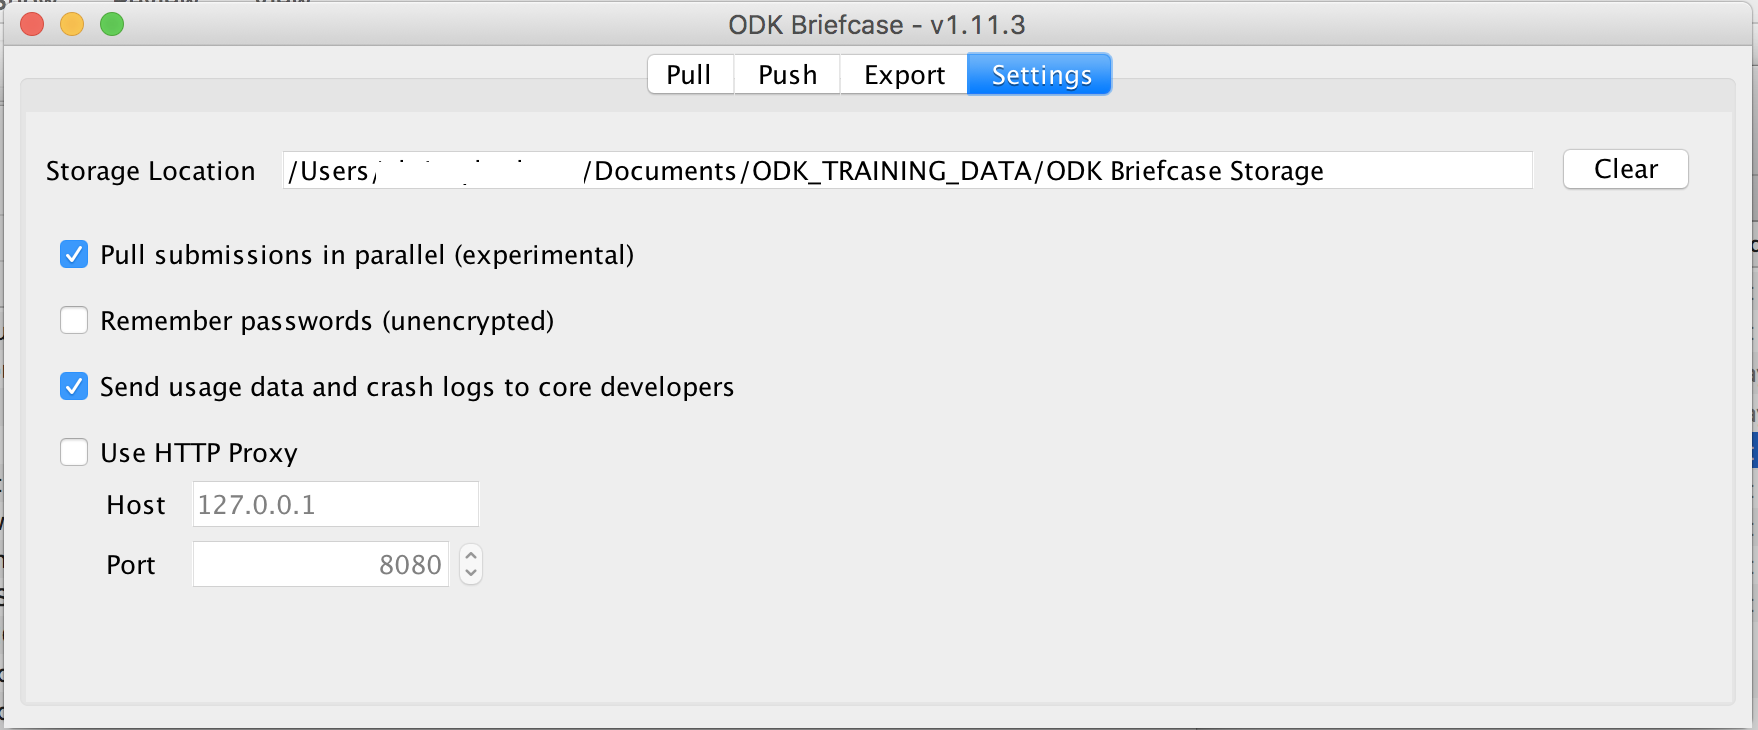 ODK Briefcase - v1.11.3
Pull Push Export Settings
Storage Location /Users/ /Documents/ODK_TRAINING_DATA/ODK Briefcase Storage Clear
Pull submissions in parallel (experimental)
Remember passwords (unencrypted)
Send usage data and crash logs to core developers
Use HTTP Proxy
Host 127.0.0.1
Port 8080